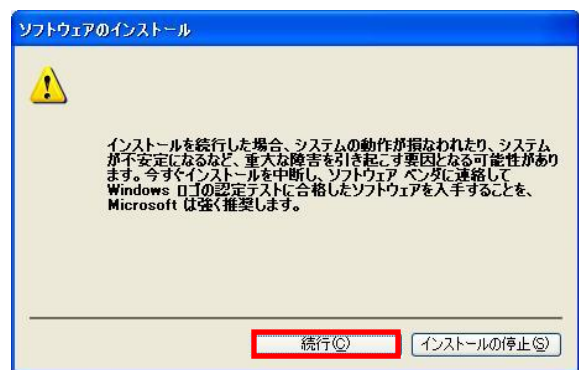 ソフトウェアのインストール
インストールを続行した場合、システムの動作が損なわれたり、システム
が不安定になるなど、重大な障害を引き起こす要因となる可能性があり
ます。今すぐインストールを中断し、ソフトウェア ベンダに連絡して
Windows ロゴの認定テストに合格したソフトウェアを入手することを、
Microsoft は強く推奨します。
続行(C) インストールの停止(S)